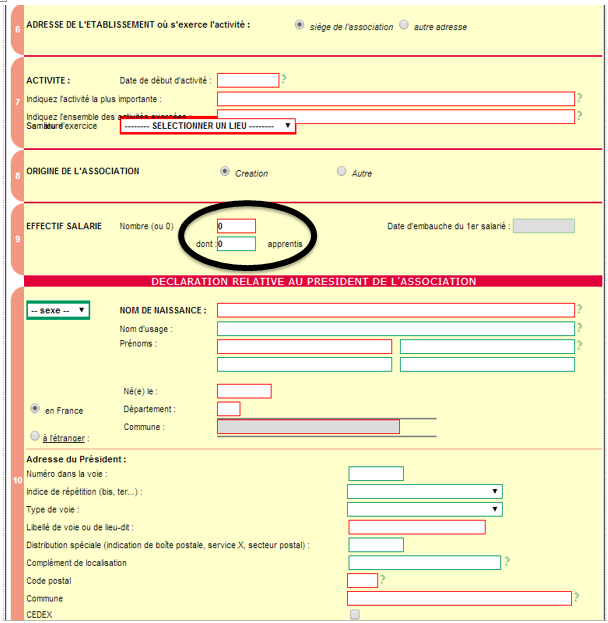 6 ADRESSE DE L'ETABLISSEMENT où s'exerce l'activité : siège de l'association autre adresse
ACTIVITE : Date de début d'activité : ?
7 Indiquez l'activité la plus importante : ?
Indiquez l'ensemble des activités exercées : ?
d'exercice -------- SELECTIONNER UN LIEU --------
8 ORIGINE DE L'ASSOCIATION Creation Autre
9 EFFECTIF SALARIE Nombre (ou 0) 0 Date d'embauche du 1er salarié :
dont : 0 apprentis
DECLARATION RELATIVE AU PRESIDENT DE L'ASSOCIATION
-- sexe -- NOM DE NAISSANCE : ?
Nom d'usage : ?
Prénoms : ?
Né(e) le :
en France Département :
Commune :
à l'étranger :
Adresse du Président :
10 Numéro dans la voie :
Indice de répétition (bis, ter...) :
Type de voie :
Libellé de voie ou de lieu-dit :
Distribution spéciale (indication de boîte postale, service X, secteur postal) :
Complément de localisation ?
Code postal ?
Commune ?
CEDEX